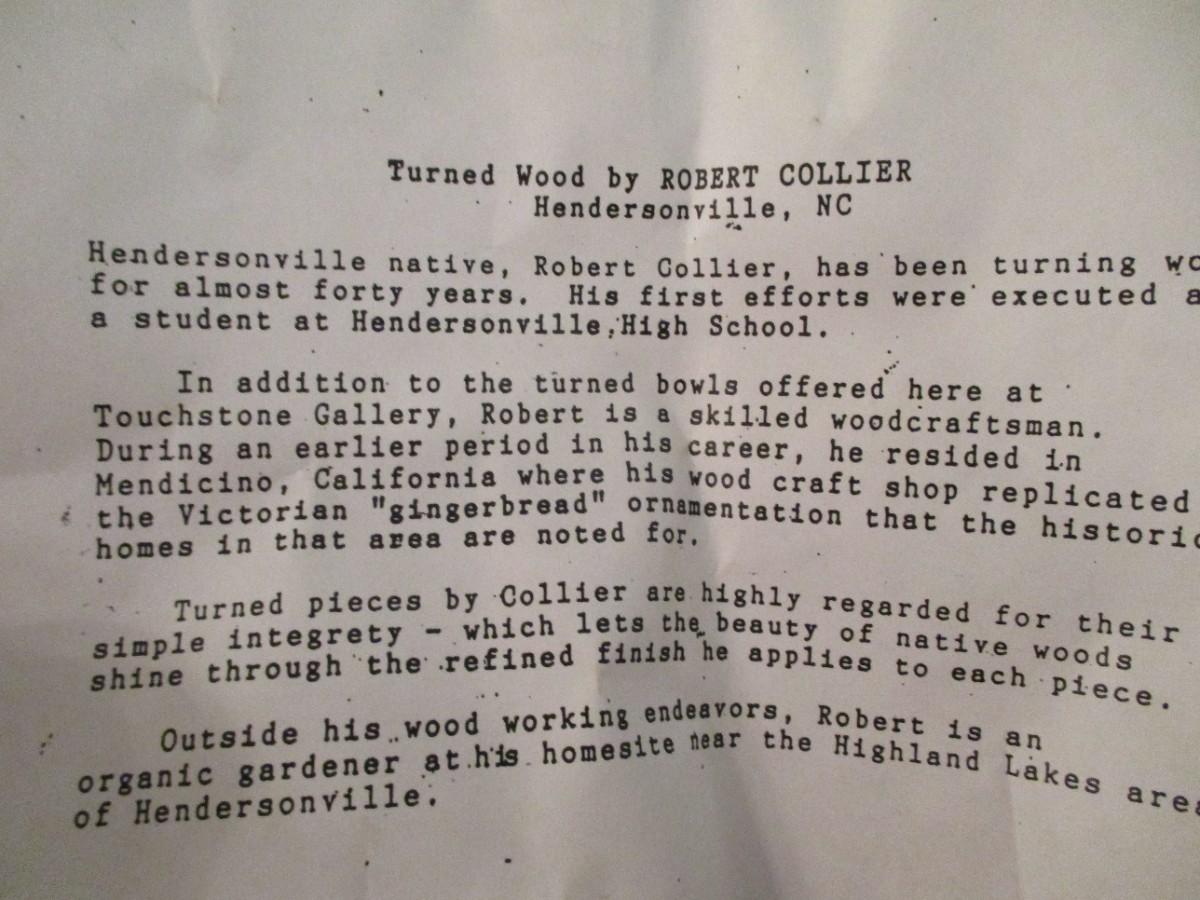 Turned Wood by ROBERT COLLIER
Hendersonville, NC
Hendersonville native, Robert Collier, has been turning wo
for almost forty years. His first efforts were executed a
a student at Hendersonville High School.
In addition to the turned bowls offered here at
Touchstone Gallery, Robert is a skilled woodcraftsman.
During an earlier period in his career, he resided in
Mendicino, California where his wood craft shop replicated
the Victorian "gingerbread" ornamentation that the historic
homes in that area are noted for.
Turned pieces by Collier are highly regarded for their
simple integrety - which lets the beauty of native woods
shine through the refined finish he applies to each piece.
Outside his wood working endeavors, Robert is an
organic gardener at his homesite near the Highland Lakes area
of Hendersonville.